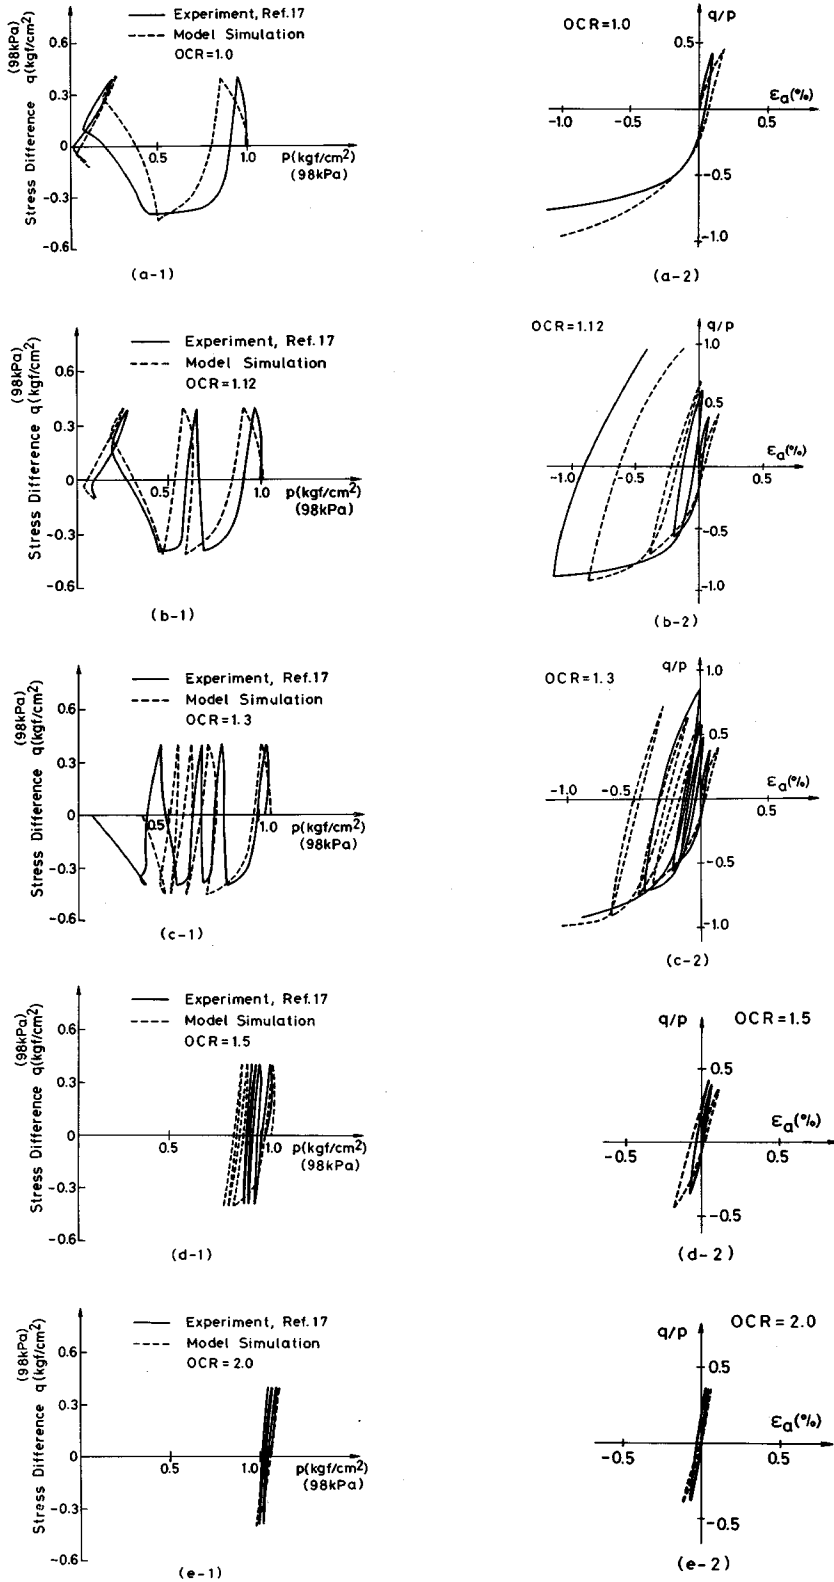 Experiment, Ref.17
Model Simulation
OCR=1.0
Stress Difference q(kgf/cm2)
(98kPa)
0.6
0.3
0
-0.3
-0.6
0.5
1.0
P(kgf/cm2)
(98kPa)
(a-1)
OCR=1.0
q/p
0.5
εa(%)
-1.0
-0.5
0.5
-0.5
-1.0
(a-2)
Experiment, Ref.17
Model Simulation
OCR=1.12
Stress Difference q(kgf/cm2)
(98kPa)
0.6
0.3
0
-0.3
-0.6
0.5
1.0
p(kgf/cm2)
(98kPa)
(b-1)
OCR=1.12
q/p
1.0
0.5
εa(%)
-1.0
-0.5
0.5
-0.5
-1.0
(b-2)
Experiment, Ref.17
Model Simulation
OCR=1.3
Stress Difference q(kgf/cm2)
(98kPa)
0.6
0.3
0
-0.3
-0.6
0.5
1.0
p(kgf/cm2)
(98kPa)
(c-1)
OCR=1.3
q/p
1.0
0.5
εa(%)
-1.0
-0.5
0.5
-0.5
-1.0
(c-2)
Experiment, Ref.17
Model Simulation
OCR=1.5
Stress Difference q(kgf/cm2)
(98kPa)
0.6
0.3
0
-0.3
-0.6
0.5
1.0
p(kgf/cm2)
(98kPa)
(d-1)
q/p
OCR=1.5
0.5
εa(%)
-0.5
0.5
-0.5
(d-2)
Experiment, Ref.17
Model Simulation
OCR=2.0
Stress Difference q(kgf/cm2)
(98kPa)
0.6
0.3
0
-0.3
-0.6
0.5
1.0
p(kgf/cm2)
(98kPa)
(e-1)
q/p
OCR=2.0
0.5
εa(%)
-0.5
0.5
-0.5
(e-2)